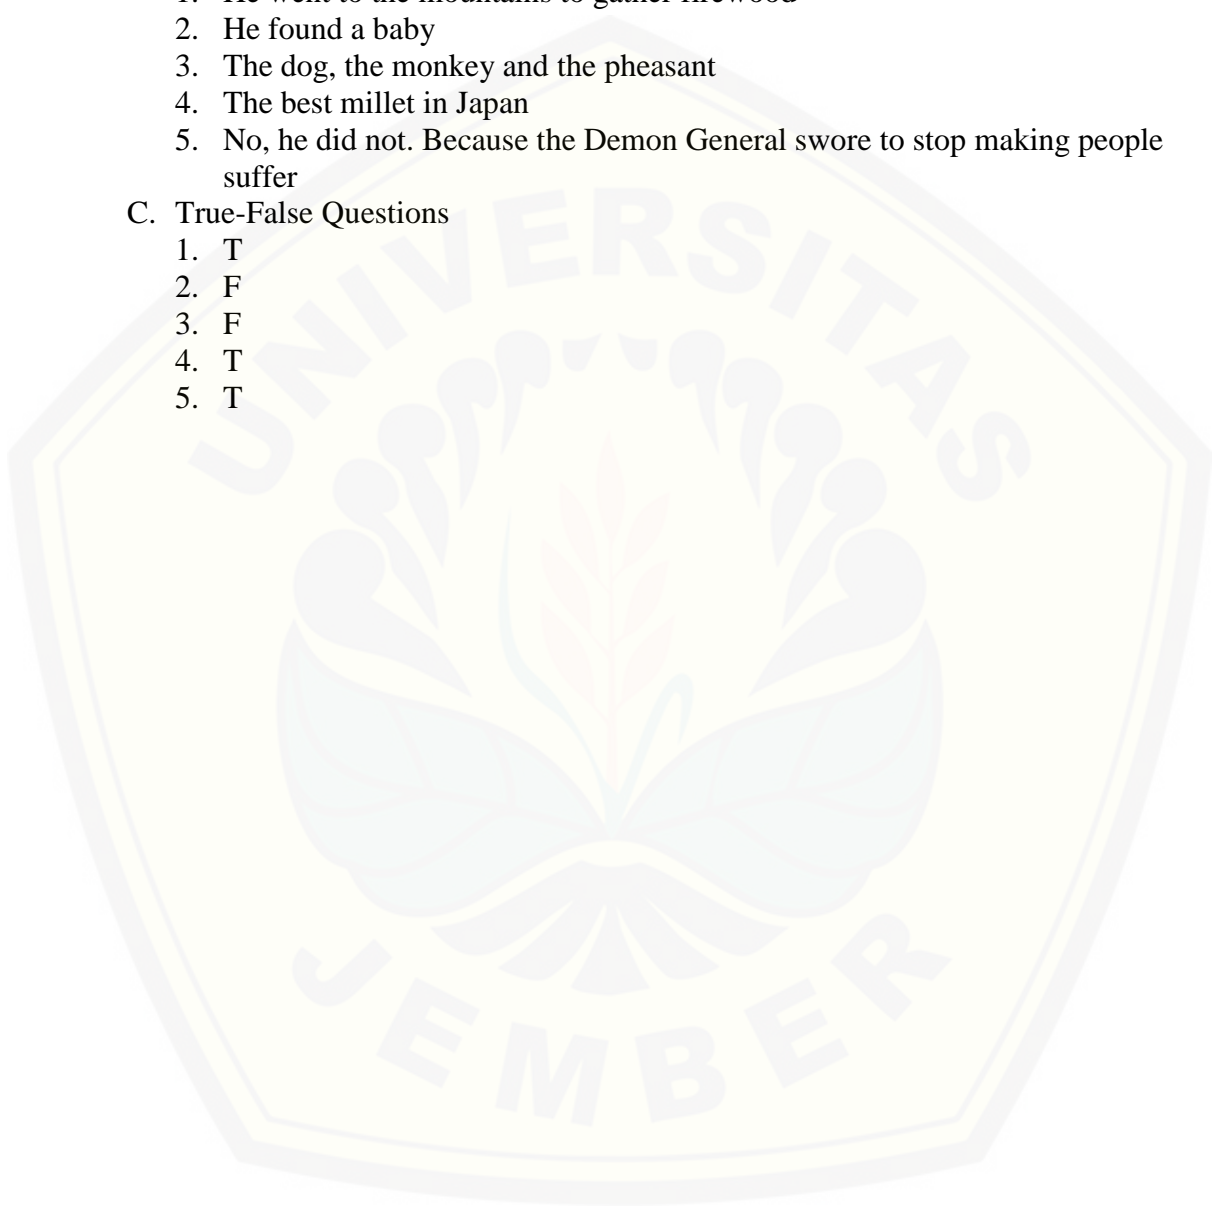 1. He went to the mountains to gather firewood
2. He found a baby
3. The dog, the monkey and the pheasant
4. The best millet in Japan
5. No, he did not. Because the Demon General swore to stop making people
suffer
C. True-False Questions
1. T
2. F
3. F
4. T
5. T
UNIVERSITAS
JEMBER